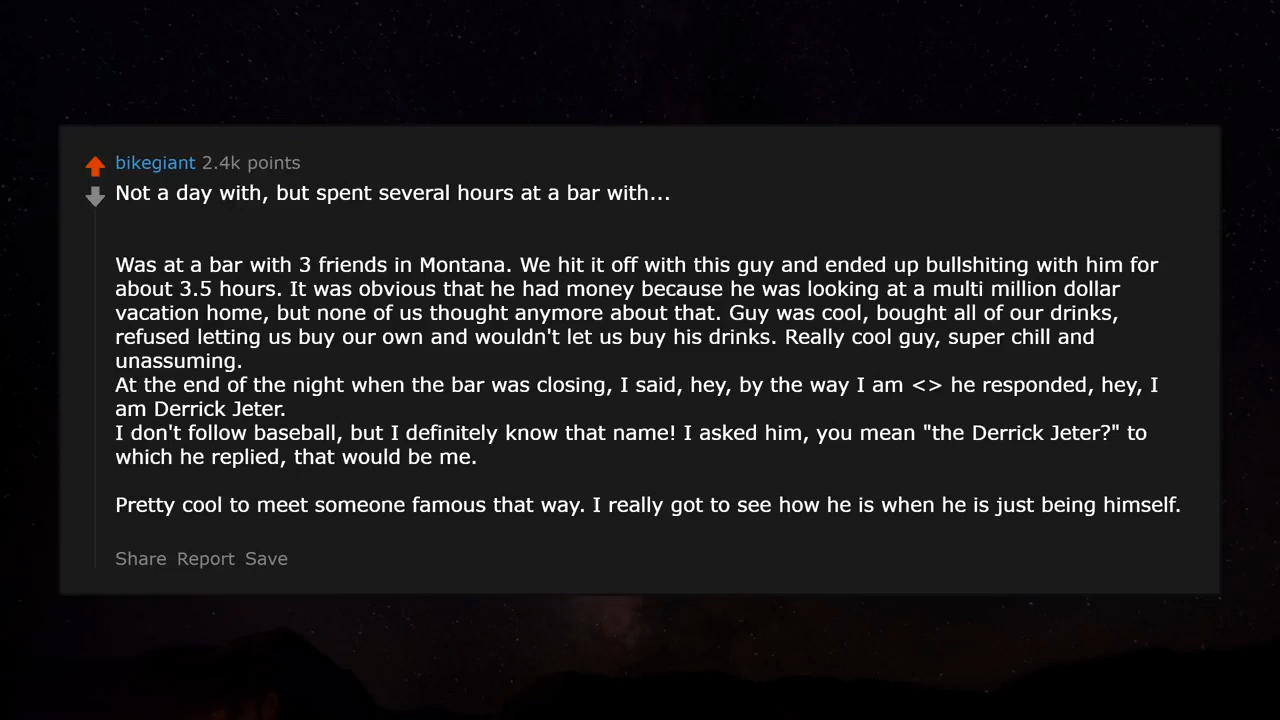 bikegiant 2.4k points
Not a day with, but spent several hours at a bar with...
Was at a bar with 3 friends in Montana. We hit it off with this guy and ended up bullshiting with him for
about 3.5 hours. It was obvious that he had money because he was looking at a multi million dollar
vacation home, but none of us thought anymore about that. Guy was cool, bought all of our drinks,
refused letting us buy our own and wouldn't let us buy his drinks. Really cool guy, super chill and
unassuming.
At the end of the night when the bar was closing, I said, hey, by the way I am <> he responded, hey, I
am Derrick Jeter.
I don't follow baseball, but I definitely know that name! I asked him, you mean "the Derrick Jeter?" to
which he replied, that would be me.
Pretty cool to meet someone famous that way. I really got to see how he is when he is just being himself.
Share Report Save